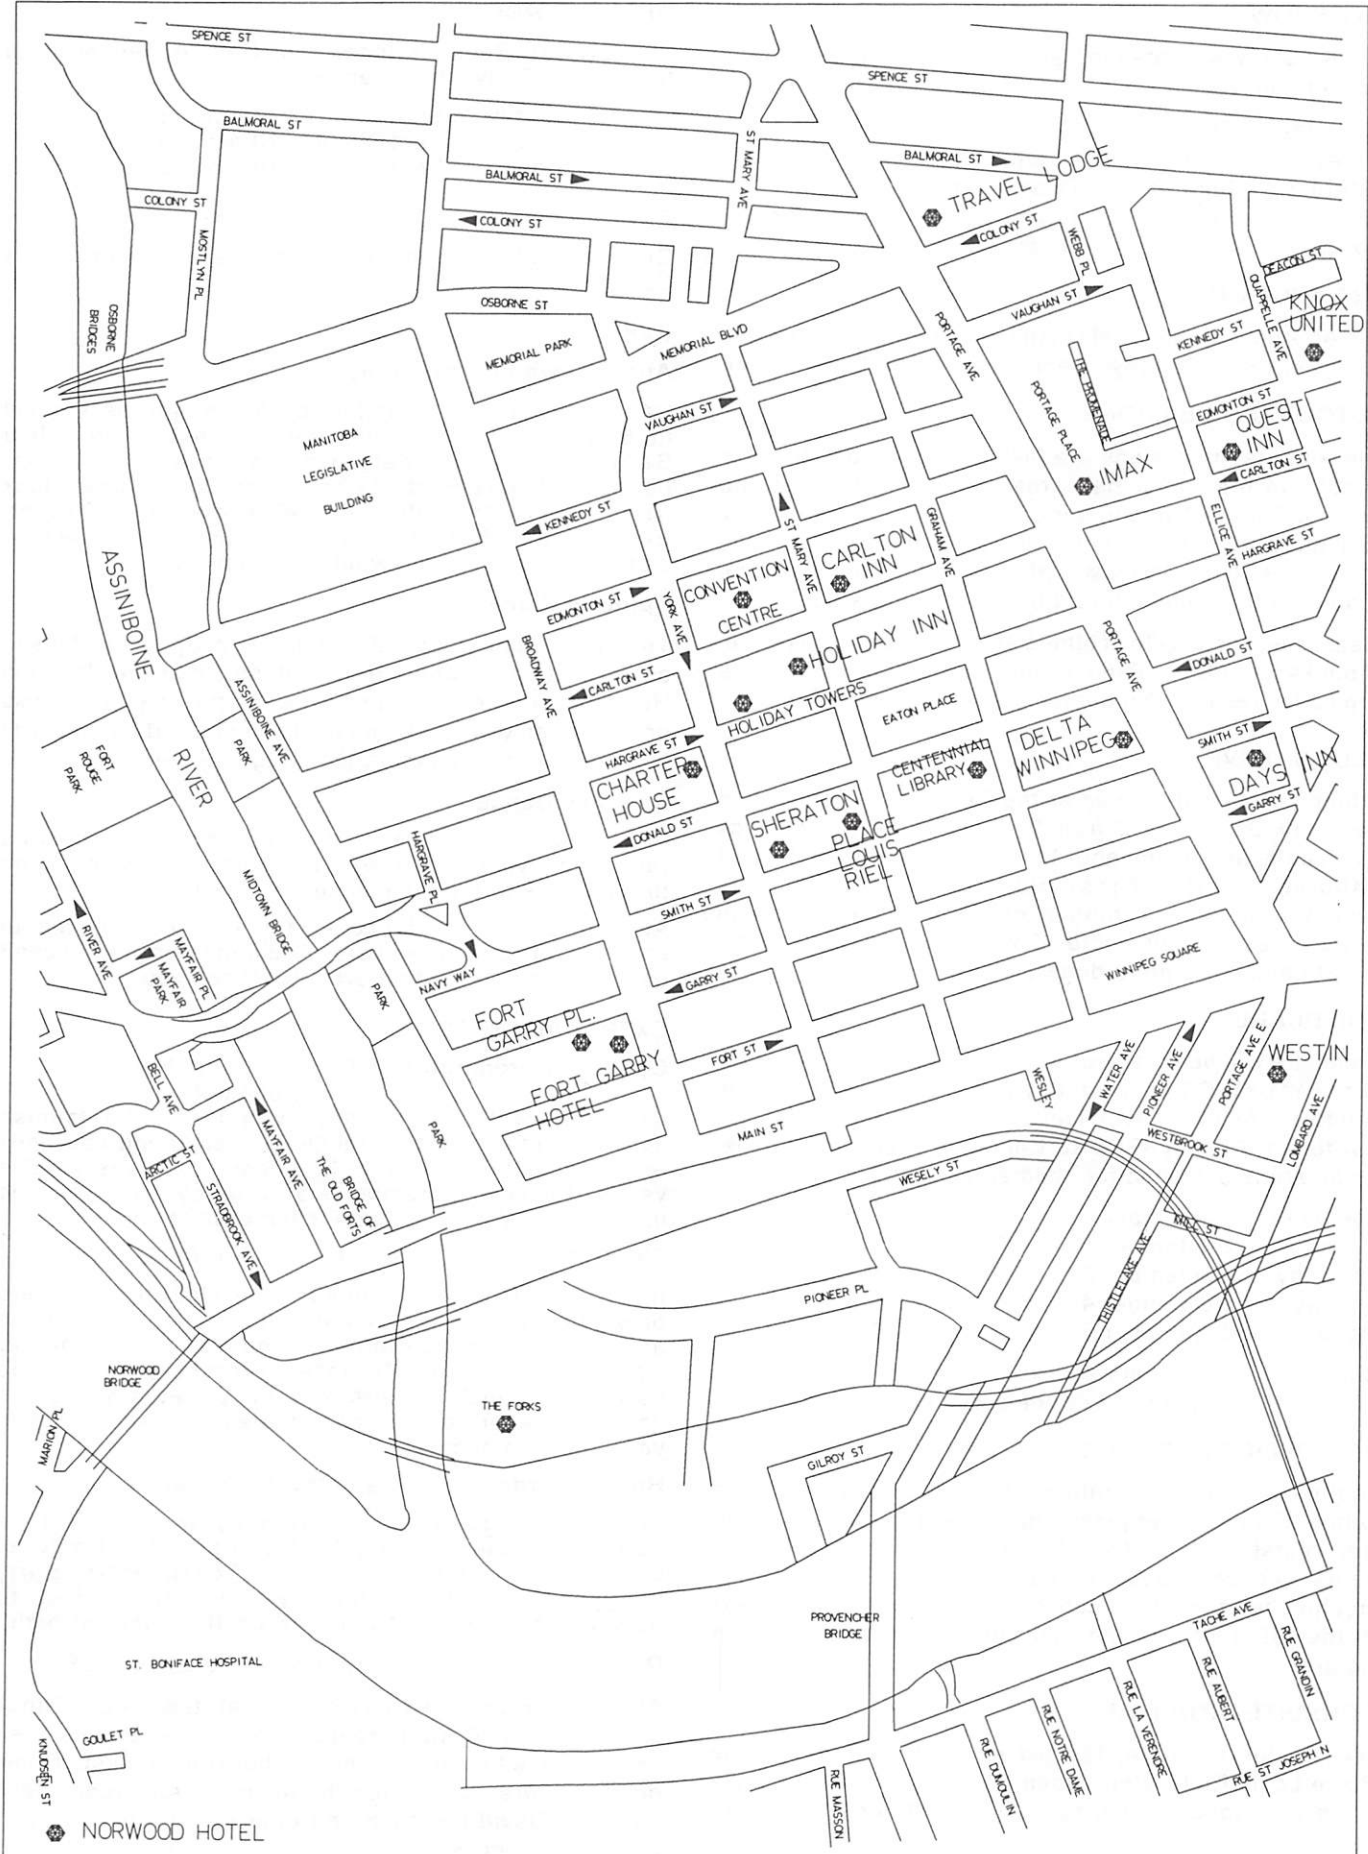 SPENCE ST
SPENCE ST
BALMORAL ST
ST MARY AVE
BALMORAL ST
TRAVEL LODGE
BALMORAL ST
COLONY ST
COLONY ST
COLONY ST
MOSTLYN PL
WEBB PL
DEACON ST
QUAPPELLE AVE
OSBORNE
BRIDGES
OSBORNE ST
VAUGHAN ST
KNOX
UNITED
PORTAGE AVE
MEMORIAL BLVD
MEMORIAL PARK
KENNEDY ST
THE PROMENADE
PORTAGE PLACE
EDMONTON ST
VAUGHAN ST
QUEST
INN
MANITOBA
LEGISLATIVE
BUILDING
IMAX
CARLTON ST
KENNEDY ST
ST MARY AVE
GRAHAM AVE
ELLICE AVE
HARGRAVE ST
CARLTON
INN
CONVENTION
CENTRE
ASSINIBOINE
RIVER
EDMONTON ST
YORK AVE
BROADWAY AVE
HOLIDAY INN
PORTAGE AVE
DONALD ST
CARLTON ST
ASSINIBOINE AVE
HOLIDAY TOWERS
EATON PLACE
PARK
FORT
ROUGE
PARK
HARGRAVE ST
DELTA
WINNIPEG
SMITH ST
CENTENNIAL
LIBRARY
DAYS INN
CHARTER
HOUSE
GARRY ST
SHERATON
DONALD ST
PLACE
LOUIS
RIEL
HARGRAVE PL
MIDTOWN BRIDGE
SMITH ST
RIVER AVE
MAYFAIR PL
MAYFAIR
PARK
WINNIPEG SQUARE
NAVY WAY
GARRY ST
PARK
FORT
GARRY PL.
FORT ST
WATER AVE
PIONEER AVE
PORTAGE AVE E
WESTIN
WESLEY
FORT GARRY
HOTEL
BELL AVE
MAYFAIR AVE
PARK
MAIN ST
WESTBROOK ST
LOMBARD AVE
ARCTIC ST
STRADBROOK AVE
BRIDGE OF
THE OLD FORTS
WESELY ST
MILL ST
THISTLELAKE AVE
PIONEER PL
NORWOOD
BRIDGE
THE FORKS
MARION PL
GILROY ST
PROVENCHER
BRIDGE
TACHE AVE
ST. BONIFACE HOSPITAL
RUE GRANDIN
RUE AUBERT
RUE LA VERENDRE
RUE NOTRE DAME
RUE DUMOULIN
GOULET PL
KNUDSEN ST
RUE MASSON
RUE ST JOSEPH N
NORWOOD HOTEL